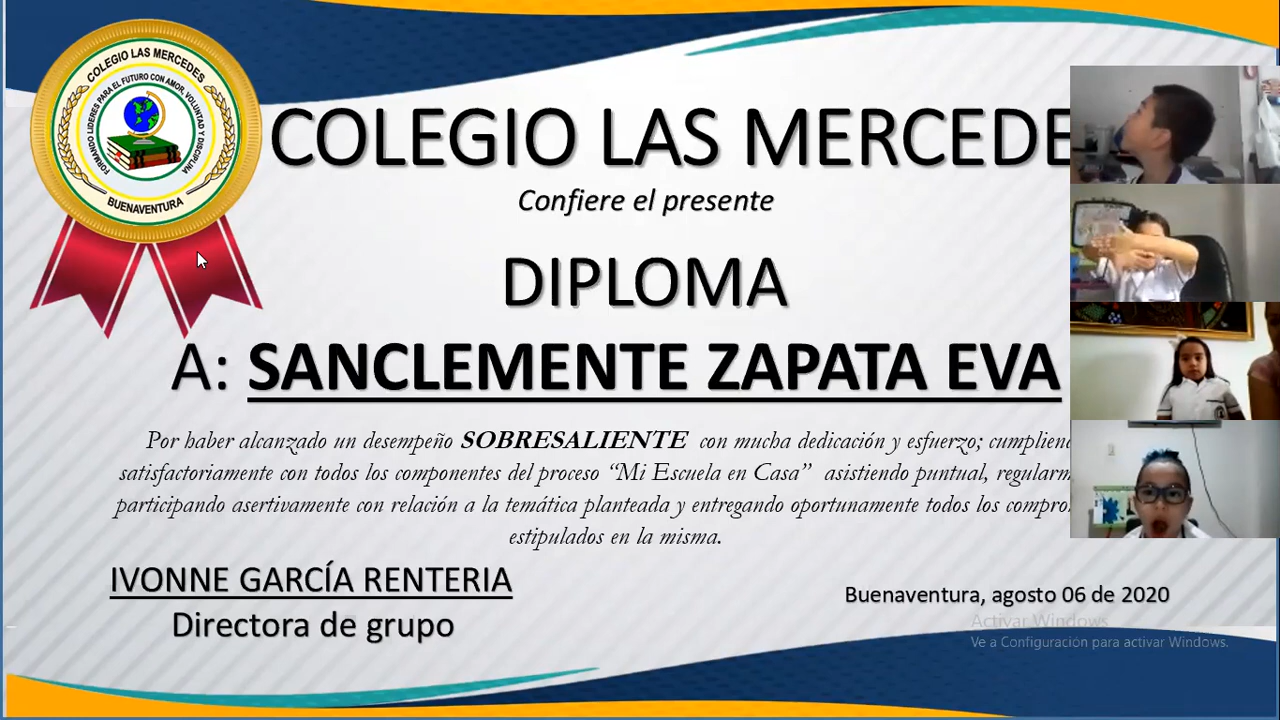 COLEGIO LAS MERCEDES
FORMANDO LIDERES PARA EL FUTURO CON AMOR, VOLUNTAD Y DISCIPLINA
BUENAVENTURA
COLEGIO LAS MERCEDE
Confiere el presente
DIPLOMA
A: SANCLEMENTE ZAPATA EVA
Por haber alcanzado un desempeño SOBRESALIENTE con mucha dedicación y esfuerzo; cumpliend
satisfactoriamente con todos los componentes del proceso “Mi Escuela en Casa” asistiendo puntual, regularm
participando asertivamente con relación a la temática planteada y entregando oportunamente todos los compro
estipulados en la misma.
IVONNE GARCÍA RENTERIA
Directora de grupo
Buenaventura, agosto 06 de 2020
Activar Windows
Ve a Configuración para activar Windows.